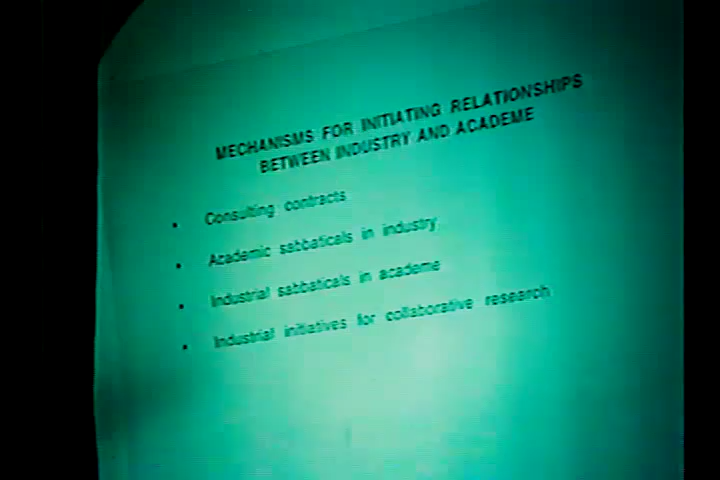 MECHANISMS FOR INITIATING RELATIONSHIPS
BETWEEN INDUSTRY AND ACADEME
• Consulting contracts
• Academic sabbaticals in industry
• Industrial sabbaticals in academe
• Industrial initiatives for collaborative research